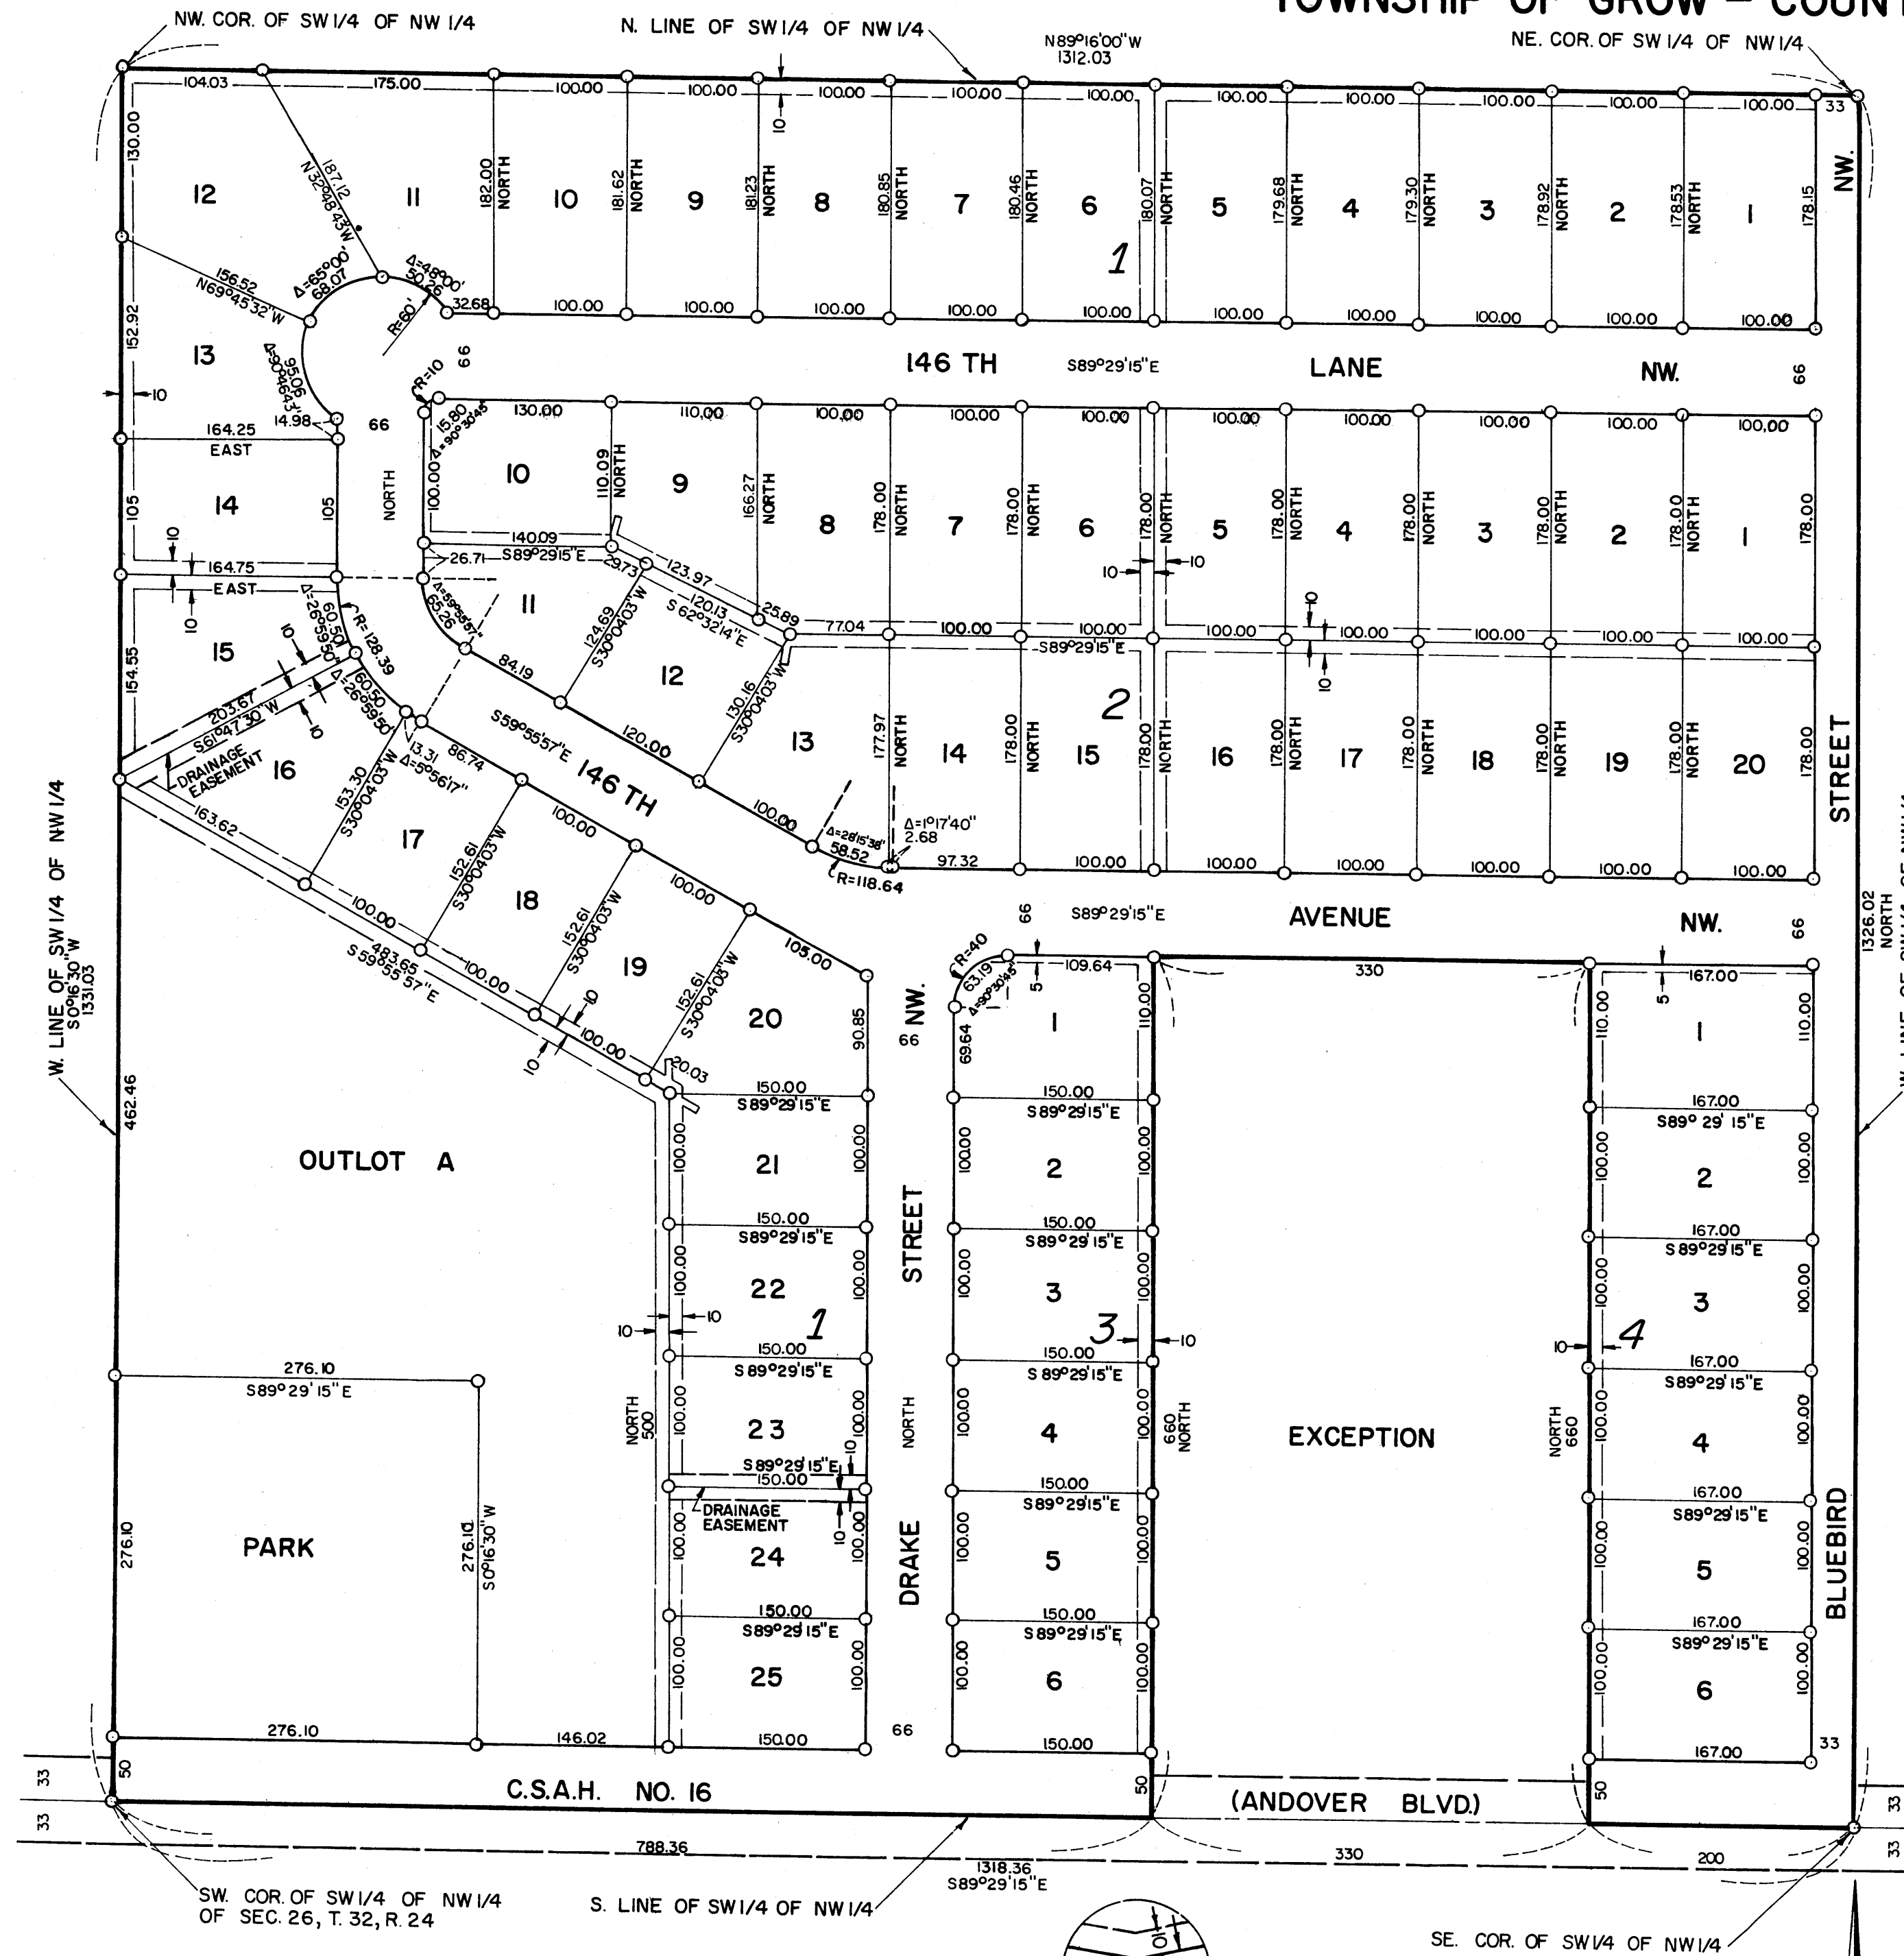 TOWNSHIP OF GROW — COUN
NW. COR. OF SW 1/4 OF NW 1/4
N. LINE OF SW 1/4 OF NW 1/4
N89°16'00"W
1312.03
NE. COR. OF SW 1/4 OF NW 1/4
104.03 175.00 100.00 100.00 100.00 100.00 100.00 100.00 100.00 100.00 100.00 100.00 33
10
130.00
12
187.12
N32°48'43"W
11
182.00 NORTH
10
181.62 NORTH
9
181.23 NORTH
8
180.85 NORTH
7
180.46 NORTH
6
180.07 NORTH
5
179.68 NORTH
4
179.30 NORTH
3
178.92 NORTH
2
178.53 NORTH
1
178.15
NW.
1
156.52
N69°45'32"W
Δ=65°00'
68.07
Δ=48°00'
50.26
R=60'
32.68 100.00 100.00 100.00 100.00 100.00 100.00 100.00 100.00 100.00 100.00
152.92
13
10
Δ=90°46'43"
95.06
14.98
66
146 TH
S89°29'15"E
LANE
NW.
66
R=10
15.80
Δ=90°30'45"
66
130.00 110.00 100.00 100.00 100.00 100.00 100.00 100.00 100.00 100.00
164.25
EAST
105
14
105
NORTH
100.00
10
110.09 NORTH
9
166.27 NORTH
8
178.00 NORTH
7
178.00 NORTH
6
178.00 NORTH
5
178.00 NORTH
4
178.00 NORTH
3
178.00 NORTH
2
178.00 NORTH
1
178.00
10
164.75
EAST
10
140.09
S89°29'15"E
26.71
29.73
123.97
120.13
S62°32'14"E
25.89
77.04 100.00 100.00 100.00 100.00 100.00 100.00 100.00
S89°29'15"E
10 10
10
10
154.55
15
10
60.50
Δ=26°59'50"
R=128.39
60.50
Δ=26°59'50"
11
Δ=59°55'57"
65.26
84.19
124.69
S30°04'03"W
12
120.00
130.16
S30°04'03"W
13
177.97 NORTH
14
178.00 NORTH
15
178.00 NORTH
16
178.00 NORTH
17
178.00 NORTH
18
178.00 NORTH
19
178.00 NORTH
20
178.00
2
STREET
203.67
S61°47'30"W
10
DRAINAGE
EASEMENT
16
153.30
S30°04'03"W
13.31
Δ=5°56'17"
86.74
S59°55'57"E
146 TH
100.00
Δ=28°15'38"
58.52
R=118.64
Δ=1°17'40"
2.68
97.32 100.00 100.00 100.00 100.00 100.00 100.00
163.62
17
152.61
S30°04'03"W
100.00
18
152.61
S30°04'03"W
100.00
19
152.61
S30°04'03"W
105.00
20
90.85
66
S89°29'15"E
AVENUE
NW.
66
W. LINE OF SW 1/4 OF NW 1/4
S0°16'30"W
1331.03
1326.02
NORTH
100.00
483.65
S59°55'57"E
100.00
100.00
10
10
20.03
NW.
66
R=40
63.19
Δ=90°30'45"
5
109.64
330
167.00
5
69.64
1
110.00
110.00
1
110.00
150.00
S89°29'15"E
150.00
S89°29'15"E
167.00
S89°29'15"E
462.46
OUTLOT A
100.00
21
100.00
100.00
2
100.00
100.00
2
100.00
150.00
S89°29'15"E
150.00
S89°29'15"E
167.00
S89°29'15"E
STREET
100.00
22
100.00
100.00
3
100.00
100.00
3
100.00
10 10
1
3
10
10
4
150.00
S89°29'15"E
150.00
S89°29'15"E
167.00
S89°29'15"E
276.10
S89°29'15"E
NORTH
500
100.00
23
100.00
NORTH
100.00
4
100.00
660
NORTH
EXCEPTION
NORTH
660
100.00
4
100.00
S89°29'15"E
150.00
10
10
DRAINAGE
EASEMENT
150.00
S89°29'15"E
167.00
S89°29'15"E
276.10
PARK
276.10
S0°16'30"W
100.00
24
100.00
DRAKE
100.00
5
100.00
100.00
5
100.00
BLUEBIRD
150.00
S89°29'15"E
150.00
S89°29'15"E
167.00
S89°29'15"E
100.00
25
100.00
100.00
6
100.00
100.00
6
100.00
276.10 146.02 150.00 66 150.00 167.00 33
50
C.S.A.H. NO. 16
50
(ANDOVER BLVD.)
50
33
33
33
33
788.36
1318.36
S89°29'15"E
330
200
SW. COR. OF SW 1/4 OF NW 1/4
OF SEC. 26, T. 32, R. 24
S. LINE OF SW 1/4 OF NW 1/4
10
SE. COR. OF SW 1/4 OF NW 1/4